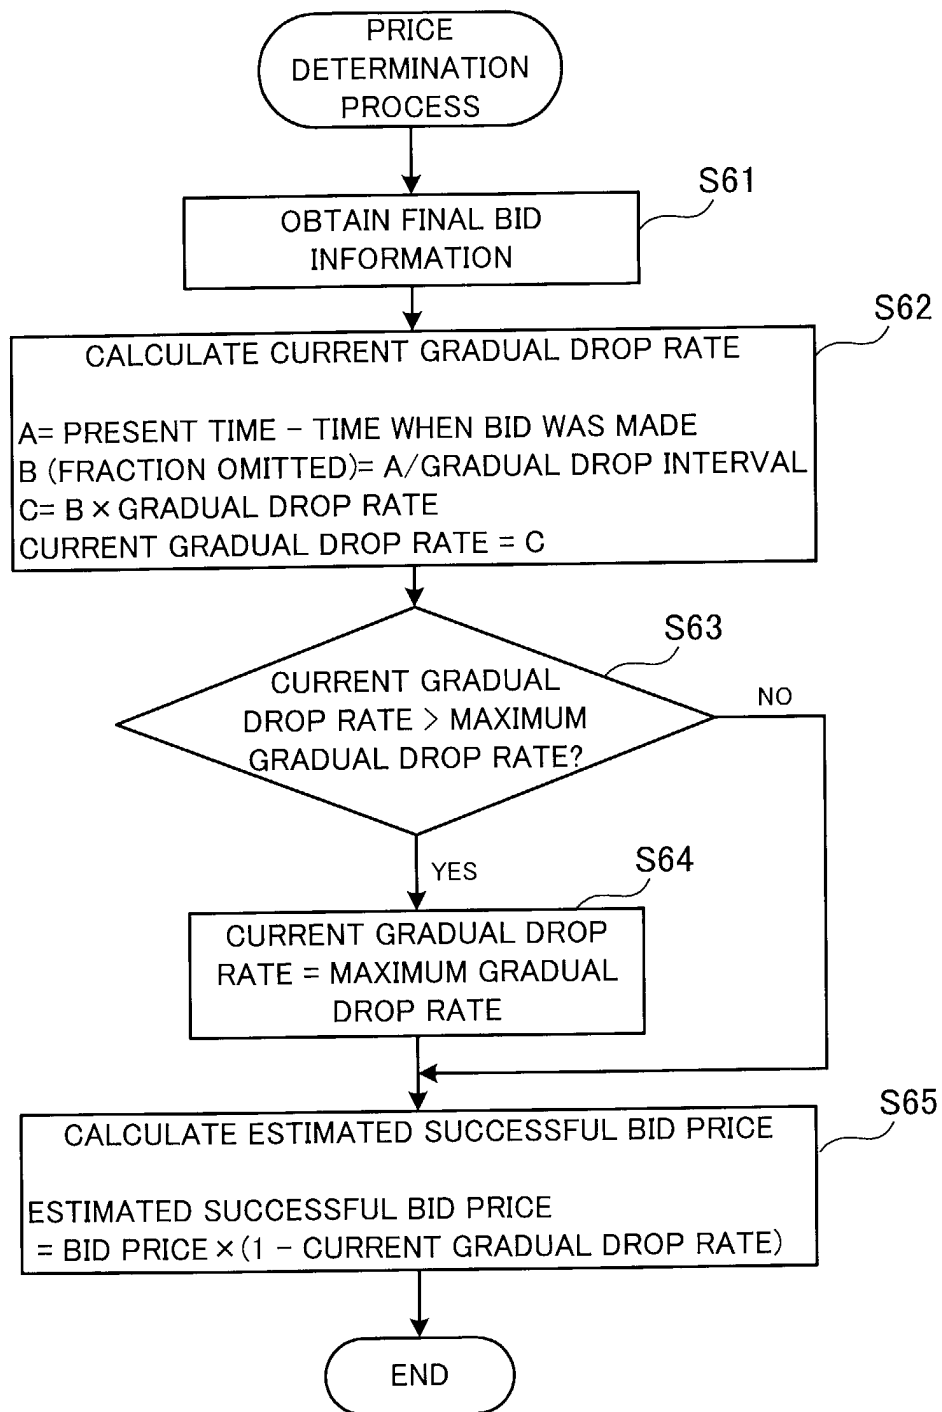 PRICE
DETERMINATION
PROCESS
S61
OBTAIN FINAL BID
INFORMATION
S62
CALCULATE CURRENT GRADUAL DROP RATE
A= PRESENT TIME - TIME WHEN BID WAS MADE
B (FRACTION OMITTED)= A/GRADUAL DROP INTERVAL
C= B × GRADUAL DROP RATE
CURRENT GRADUAL DROP RATE = C
S63
CURRENT GRADUAL
DROP RATE > MAXIMUM
GRADUAL DROP RATE?
NO
YES
S64
CURRENT GRADUAL DROP
RATE = MAXIMUM GRADUAL
DROP RATE
S65
CALCULATE ESTIMATED SUCCESSFUL BID PRICE
ESTIMATED SUCCESSFUL BID PRICE
= BID PRICE ×(1 - CURRENT GRADUAL DROP RATE)
END